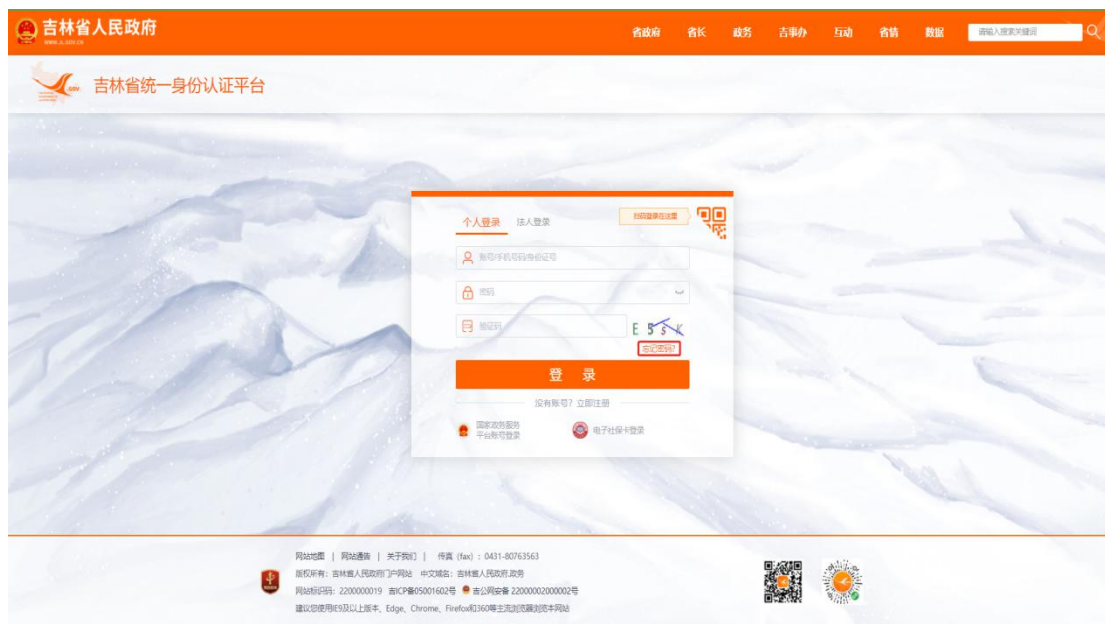 吉林省人民政府
WWW.JL.GOV.CN
省政府 省长 政务 吉事办 互动 省情 数据 请输入搜索关键词
.GOV 吉林省统一身份认证平台
个人登录 法人登录 扫码登录在这里
账号/手机号码/身份证号
密码
验证码 E 5 s K
忘记密码?
登 录
没有账号? 立即注册
国家政务服务
平台账号登录
电子社保卡登录
网站地图 | 网站通告 | 关于我们 | 传真 (fax) : 0431-80763563
版权所有: 吉林省人民政府门户网站 中文域名: 吉林省人民政府.政务
网站标识码: 2200000019 吉ICP备05001602号 吉公网安备 22000002000002号
建议您使用IE9及以上版本、Edge、Chrome、Firefox和360等主流浏览器浏览本网站